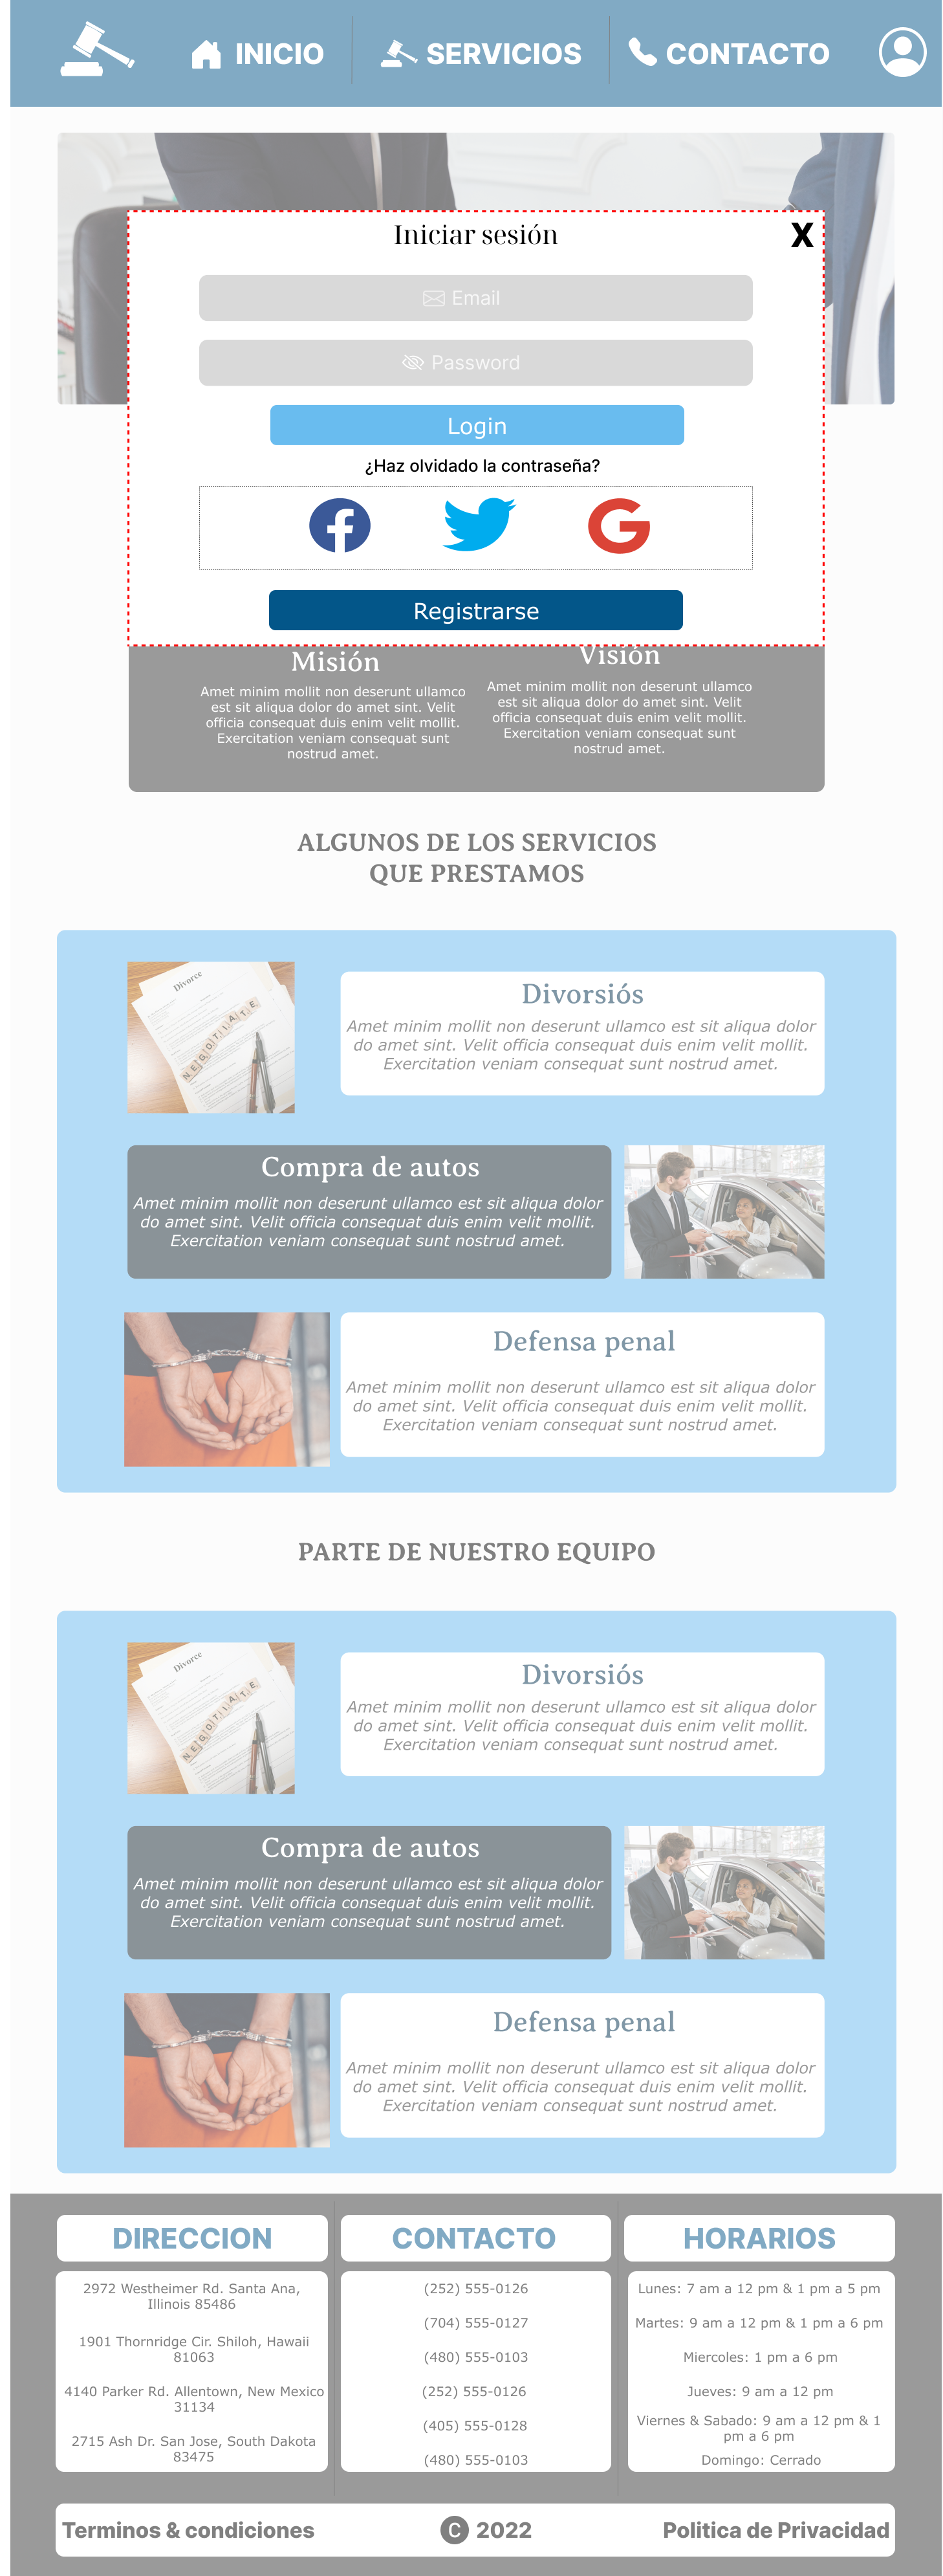 INICIO
SERVICIOS
CONTACTO
Iniciar sesión
X
Email
Password
Login
¿Haz olvidado la contraseña?
Registrarse
Misión
Amet minim mollit non deserunt ullamco
est sit aliqua dolor do amet sint. Velit
officia consequat duis enim velit mollit.
Exercitation veniam consequat sunt
nostrud amet.
Visión
Amet minim mollit non deserunt ullamco
est sit aliqua dolor do amet sint. Velit
officia consequat duis enim velit mollit.
Exercitation veniam consequat sunt
nostrud amet.
ALGUNOS DE LOS SERVICIOS
QUE PRESTAMOS
Divorce
NEGOTIATE
Divorsiós
Amet minim mollit non deserunt ullamco est sit aliqua dolor
do amet sint. Velit officia consequat duis enim velit mollit.
Exercitation veniam consequat sunt nostrud amet.
Compra de autos
Amet minim mollit non deserunt ullamco est sit aliqua dolor
do amet sint. Velit officia consequat duis enim velit mollit.
Exercitation veniam consequat sunt nostrud amet.
Defensa penal
Amet minim mollit non deserunt ullamco est sit aliqua dolor
do amet sint. Velit officia consequat duis enim velit mollit.
Exercitation veniam consequat sunt nostrud amet.
PARTE DE NUESTRO EQUIPO
Divorce
NEGOTIATE
Divorsiós
Amet minim mollit non deserunt ullamco est sit aliqua dolor
do amet sint. Velit officia consequat duis enim velit mollit.
Exercitation veniam consequat sunt nostrud amet.
Compra de autos
Amet minim mollit non deserunt ullamco est sit aliqua dolor
do amet sint. Velit officia consequat duis enim velit mollit.
Exercitation veniam consequat sunt nostrud amet.
Defensa penal
Amet minim mollit non deserunt ullamco est sit aliqua dolor
do amet sint. Velit officia consequat duis enim velit mollit.
Exercitation veniam consequat sunt nostrud amet.
DIRECCION
2972 Westheimer Rd. Santa Ana,
Illinois 85486
1901 Thornridge Cir. Shiloh, Hawaii
81063
4140 Parker Rd. Allentown, New Mexico
31134
2715 Ash Dr. San Jose, South Dakota
83475
CONTACTO
(252) 555-0126
(704) 555-0127
(480) 555-0103
(252) 555-0126
(405) 555-0128
(480) 555-0103
HORARIOS
Lunes: 7 am a 12 pm & 1 pm a 5 pm
Martes: 9 am a 12 pm & 1 pm a 6 pm
Miercoles: 1 pm a 6 pm
Jueves: 9 am a 12 pm
Viernes & Sabado: 9 am a 12 pm & 1
pm a 6 pm
Domingo: Cerrado
Terminos & condiciones
© 2022
Politica de Privacidad